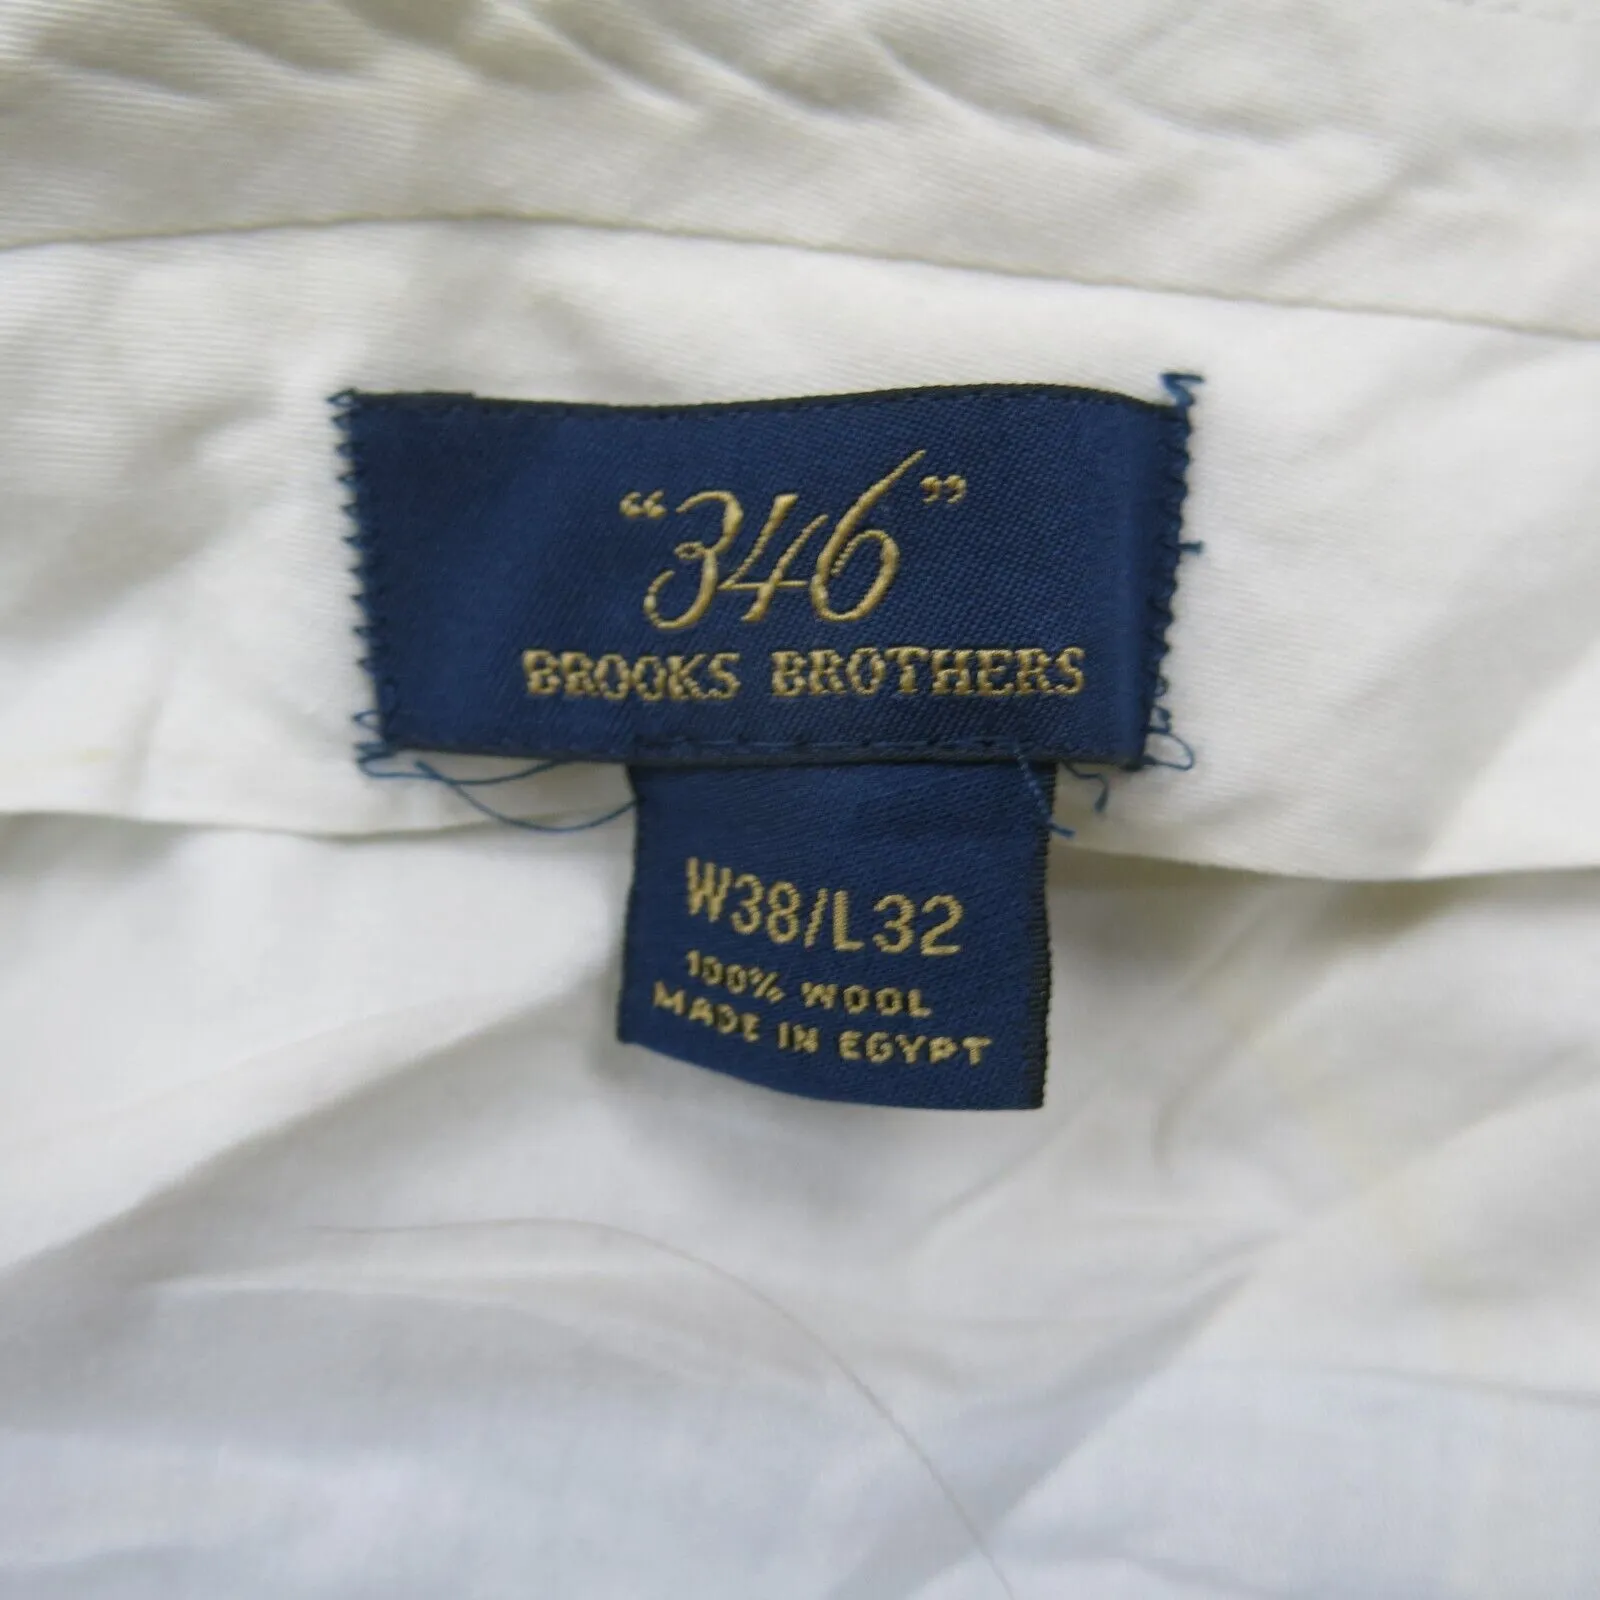 “346”
BROOKS BROTHERS
W38/L32
100% WOOL
MADE IN EGYPT